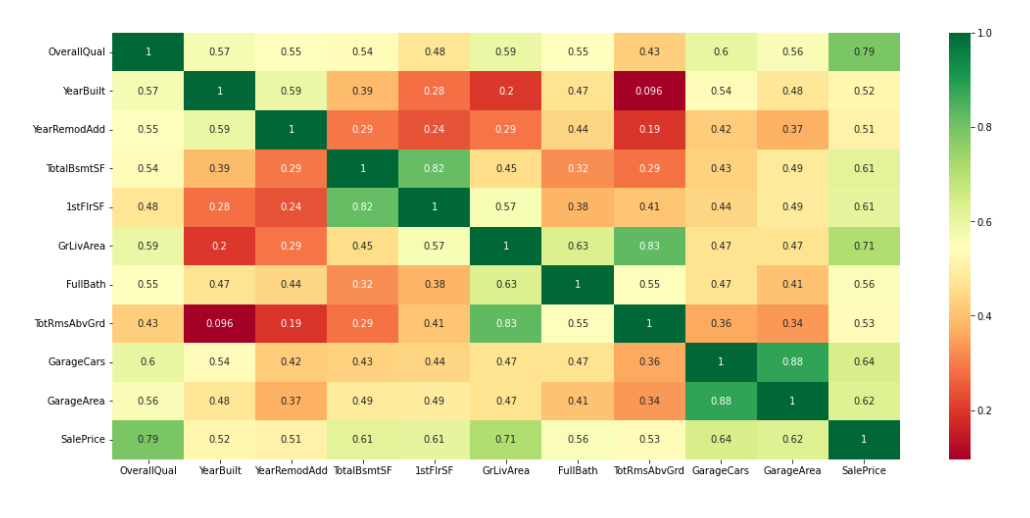 OverallQual 1 0.57 0.55 0.54 0.48 0.59 0.55 0.43 0.6 0.56 0.79
YearBuilt 0.57 1 0.59 0.39 0.28 0.2 0.47 0.096 0.54 0.48 0.52
YearRemodAdd 0.55 0.59 1 0.29 0.24 0.29 0.44 0.19 0.42 0.37 0.51
TotalBsmtSF 0.54 0.39 0.29 1 0.82 0.45 0.32 0.29 0.43 0.49 0.61
1stFlrSF 0.48 0.28 0.24 0.82 1 0.57 0.38 0.41 0.44 0.49 0.61
GrLivArea 0.59 0.2 0.29 0.45 0.57 1 0.63 0.83 0.47 0.47 0.71
FullBath 0.55 0.47 0.44 0.32 0.38 0.63 1 0.55 0.47 0.41 0.56
TotRmsAbvGrd 0.43 0.096 0.19 0.29 0.41 0.83 0.55 1 0.36 0.34 0.53
GarageCars 0.6 0.54 0.42 0.43 0.44 0.47 0.47 0.36 1 0.88 0.64
GarageArea 0.56 0.48 0.37 0.49 0.49 0.47 0.41 0.34 0.88 1 0.62
SalePrice 0.79 0.52 0.51 0.61 0.61 0.71 0.56 0.53 0.64 0.62 1
OverallQual YearBuilt YearRemodAdd TotalBsmtSF 1stFlrSF GrLivArea FullBath TotRmsAbvGrd GarageCars GarageArea SalePrice
1.0
0.8
0.6
0.4
0.2